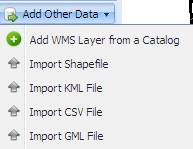 Add Other Data
Add WMS Layer from a Catalog
Import Shapefile
Import KML File
Import CSV File
Import GML File